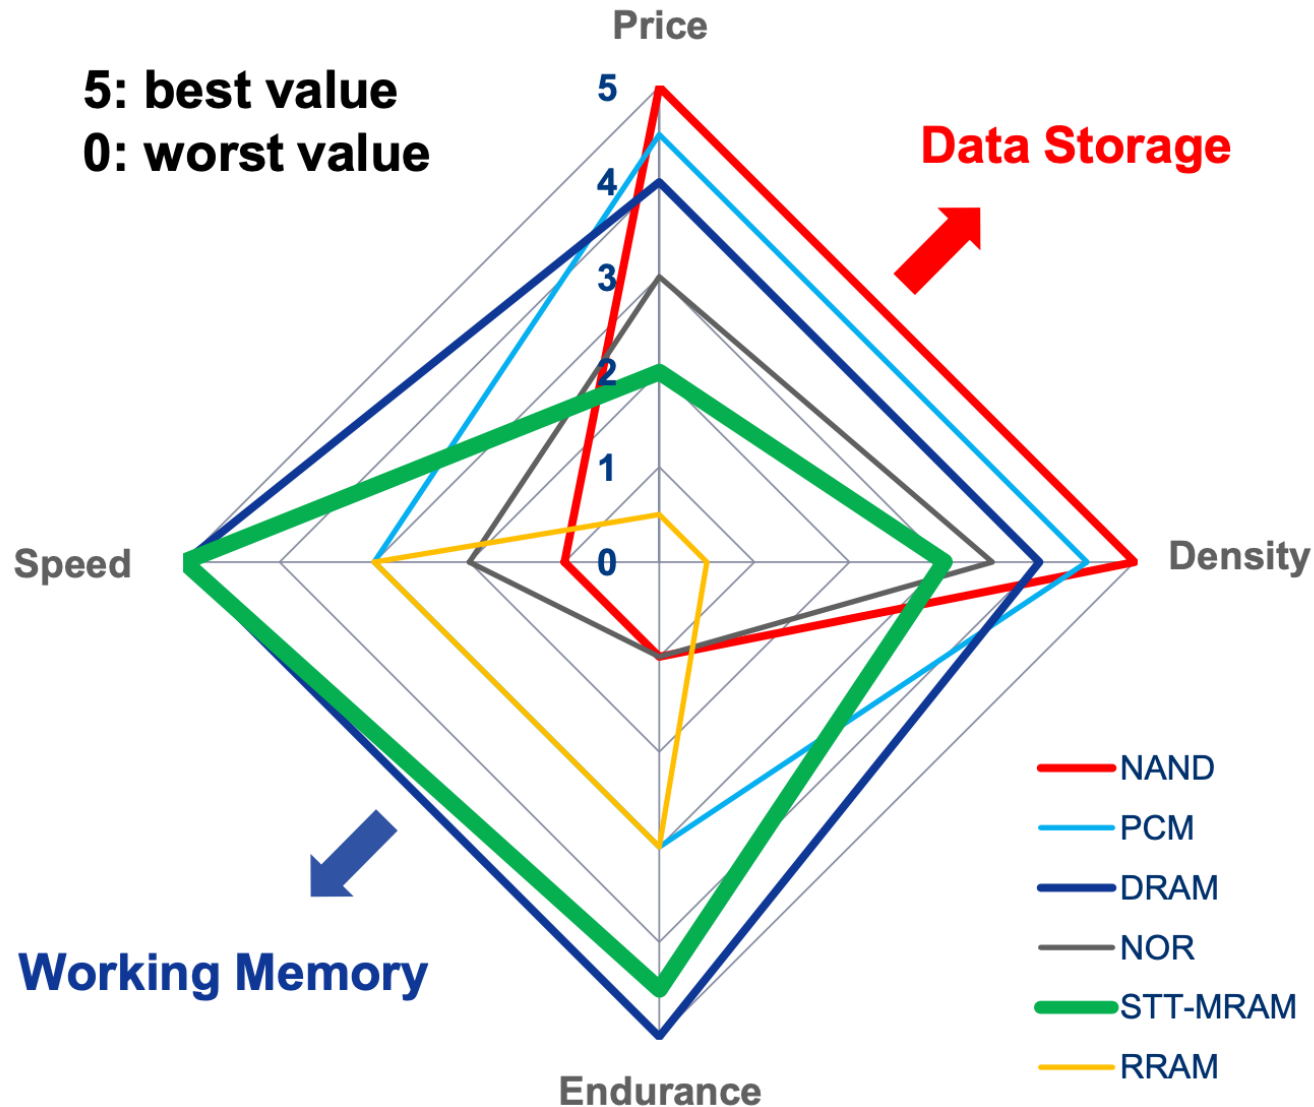 Price
5: best value
0: worst value
5
4
3
2
1
0
Data Storage
Speed
Density
Working Memory
Endurance
NAND
PCM
DRAM
NOR
STT-MRAM
RRAM